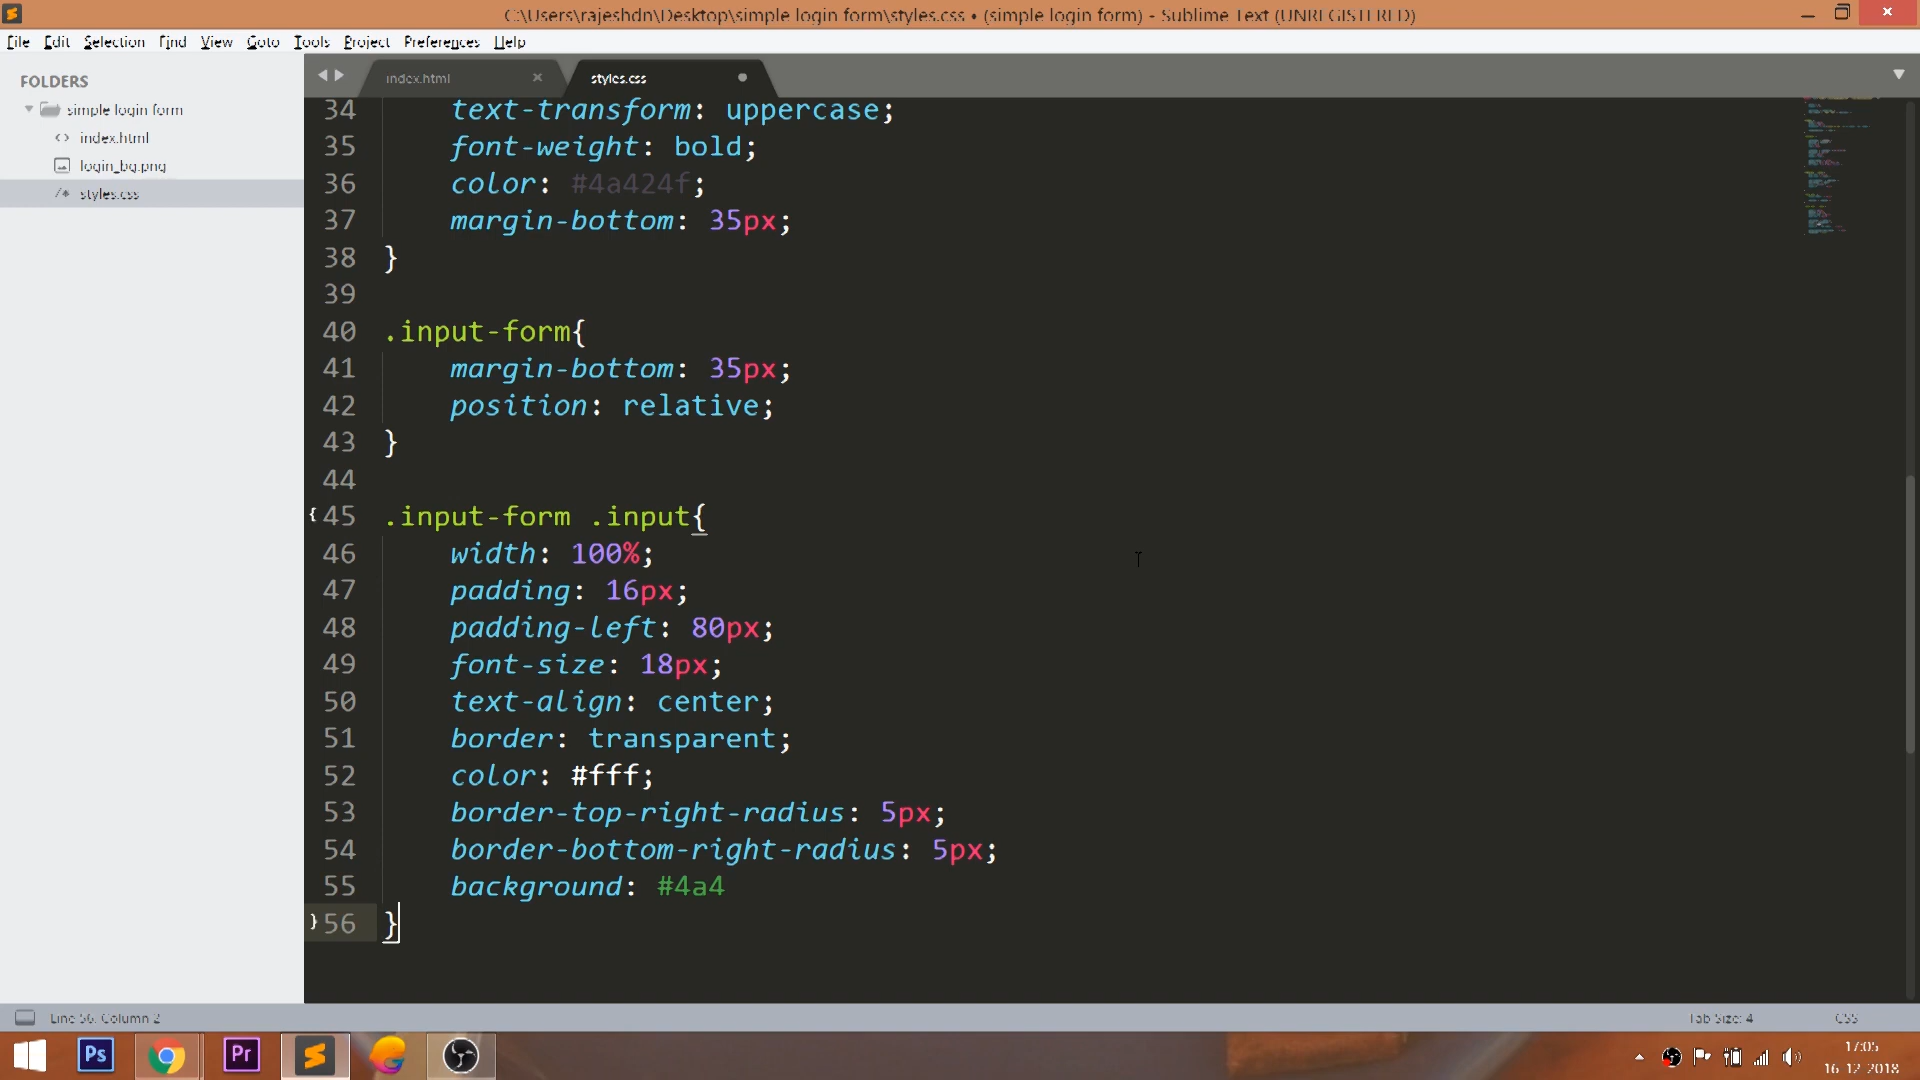 C:\Users\rajeshdn\Desktop\simple login form\styles.css • (simple login form) - Sublime Text (UNREGISTERED)
File Edit Selection Find View Goto Tools Project Preferences Help
FOLDERS
simple login form
index.html
login_bg.png
styles.css
index.html
styles.css
34 text-transform: uppercase;
35 font-weight: bold;
36 color: #4a424f;
37 margin-bottom: 35px;
38 }
39
40 .input-form{
41 margin-bottom: 35px;
42 position: relative;
43 }
44
45 .input-form .input{
46 width: 100%;
47 padding: 16px;
48 padding-left: 80px;
49 font-size: 18px;
50 text-align: center;
51 border: transparent;
52 color: #fff;
53 border-top-right-radius: 5px;
54 border-bottom-right-radius: 5px;
55 background: #4a4
56 }
Line 56, Column 2
Tab Size: 4
CSS
Ps
Pr
17:05
16-12-2018